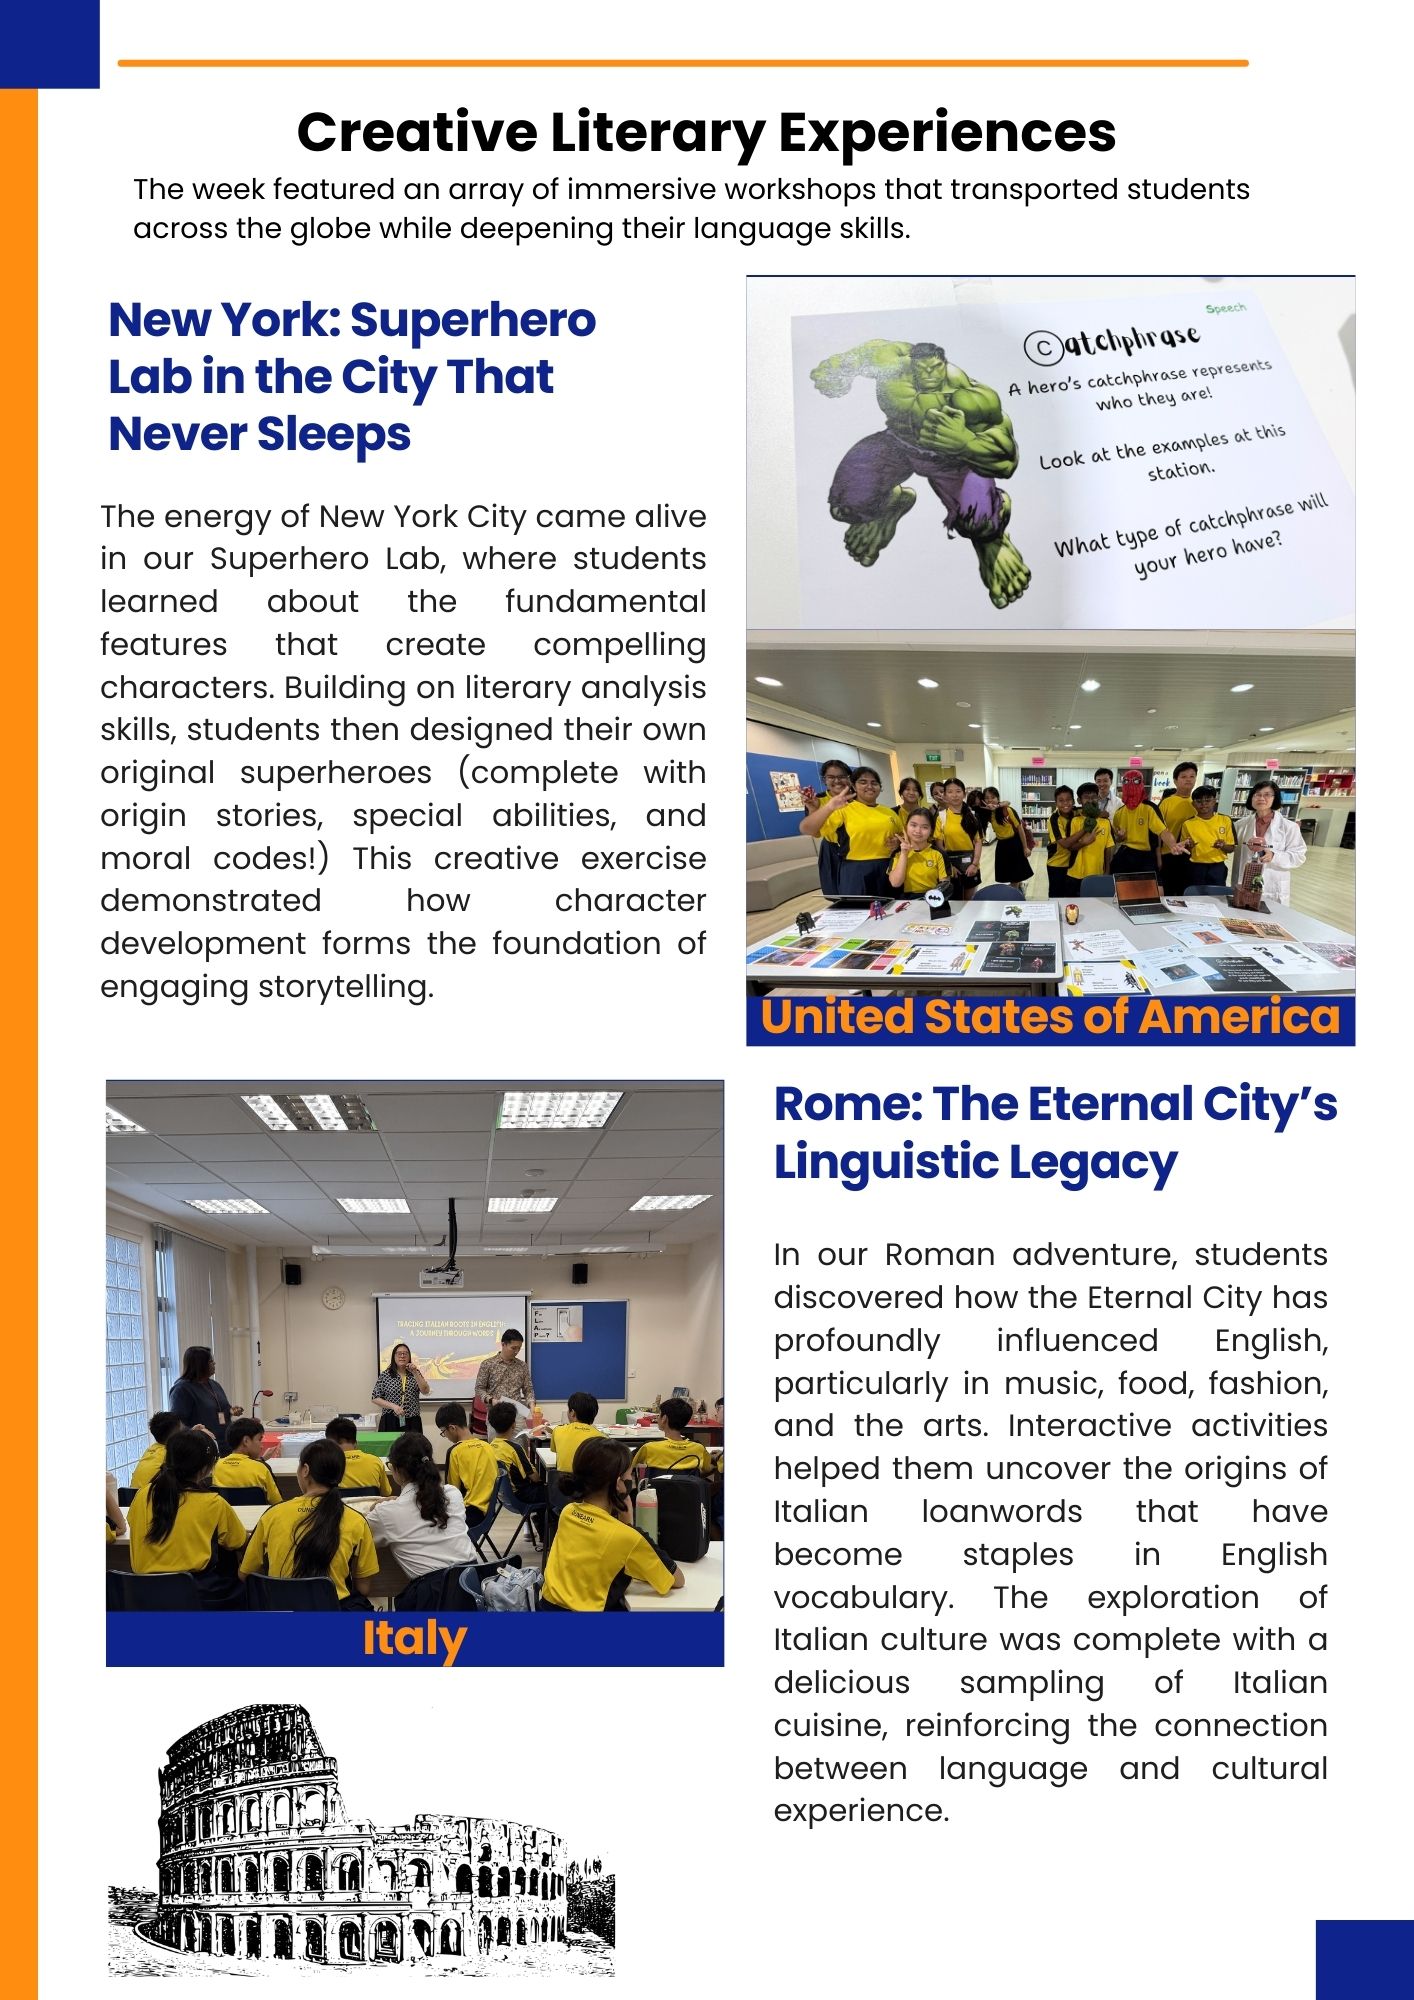 Creative Literary Experiences
The week featured an array of immersive workshops that transported students
across the globe while deepening their language skills.
New York: Superhero
Lab in the City That
Never Sleeps
The energy of New York City came alive
in our Superhero Lab, where students
learned about the fundamental
features that create compelling
characters. Building on literary analysis
skills, students then designed their own
original superheroes (complete with
origin stories, special abilities, and
moral codes!) This creative exercise
demonstrated how character
development forms the foundation of
engaging storytelling.
Speech
Catchphrase
A hero's catchphrase represents
who they are!
Look at the examples at this
station.
What type of catchphrase will
your hero have?
EXIT
United States of America
TRACING ITALIAN ROOTS IN ENGLISH:
A JOURNEY THROUGH WORDS
DUNEARN
Italy
Rome: The Eternal City’s
Linguistic Legacy
In our Roman adventure, students
discovered how the Eternal City has
profoundly influenced English,
particularly in music, food, fashion,
and the arts. Interactive activities
helped them uncover the origins of
Italian loanwords that have
become staples in English
vocabulary. The exploration of
Italian culture was complete with a
delicious sampling of Italian
cuisine, reinforcing the connection
between language and cultural
experience.